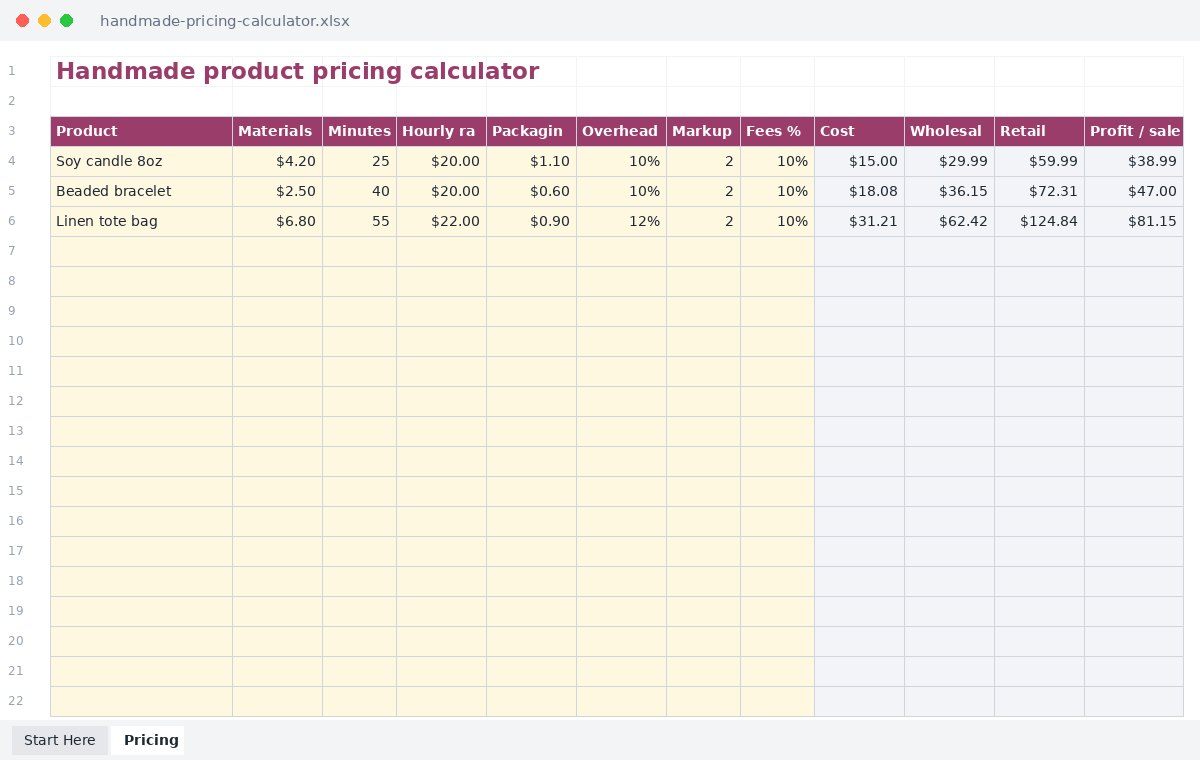 handmade-pricing-calculator.xlsx
1 Handmade product pricing calculator
2
3 Product Materials Minutes Hourly ra Packagin Overhead Markup Fees % Cost Wholesal Retail Profit / sale
4 Soy candle 8oz $4.20 25 $20.00 $1.10 10% 2 10% $15.00 $29.99 $59.99 $38.99
5 Beaded bracelet $2.50 40 $20.00 $0.60 10% 2 10% $18.08 $36.15 $72.31 $47.00
6 Linen tote bag $6.80 55 $22.00 $0.90 12% 2 10% $31.21 $62.42 $124.84 $81.15
7
8
9
10
11
12
13
14
15
16
17
18
19
20
21
22
Start Here Pricing